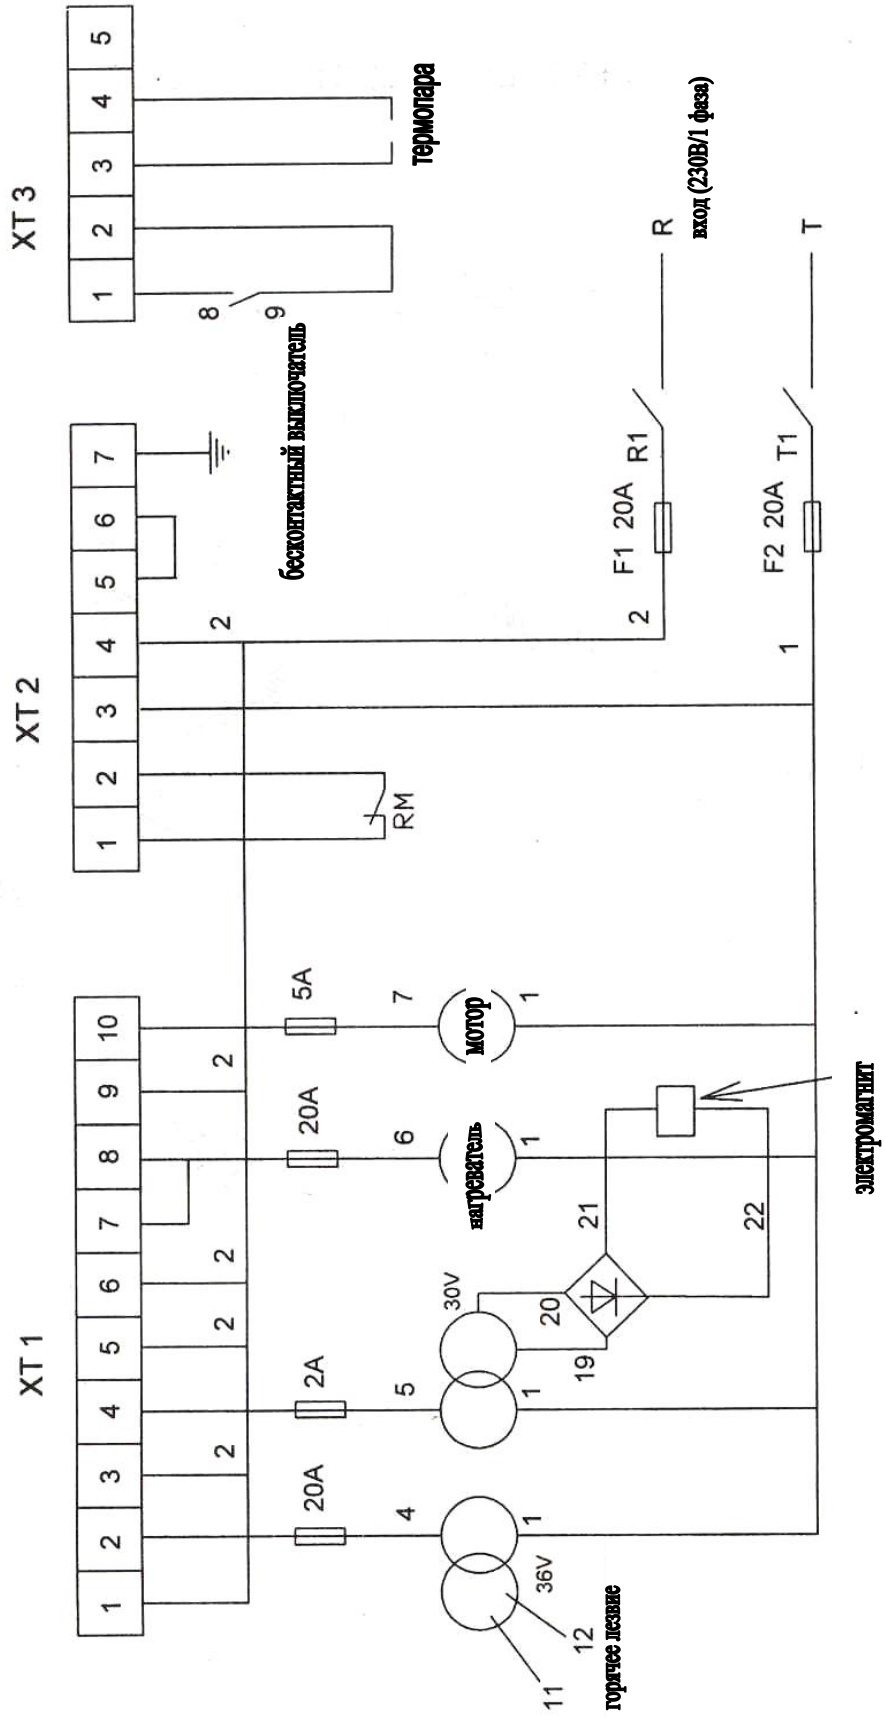 XT 1
XT 2
XT 3
1 2 3 4 5 6 7 8 9 10
1 2 3 4 5 6 7
1 2 3 4 5
2 2 2 2 2
8 9
20A 2A 20A 5A
RM
бесконтактный выключатель
термопара
4 5 6 7
30V
нагреватель
мотор
36V
1 1 1 1
11 12
горячее лезвие
19 20 21 22
электромагнит
2
F1 20A R1
R
вход (230В/1 фаза)
1
F2 20A T1
T